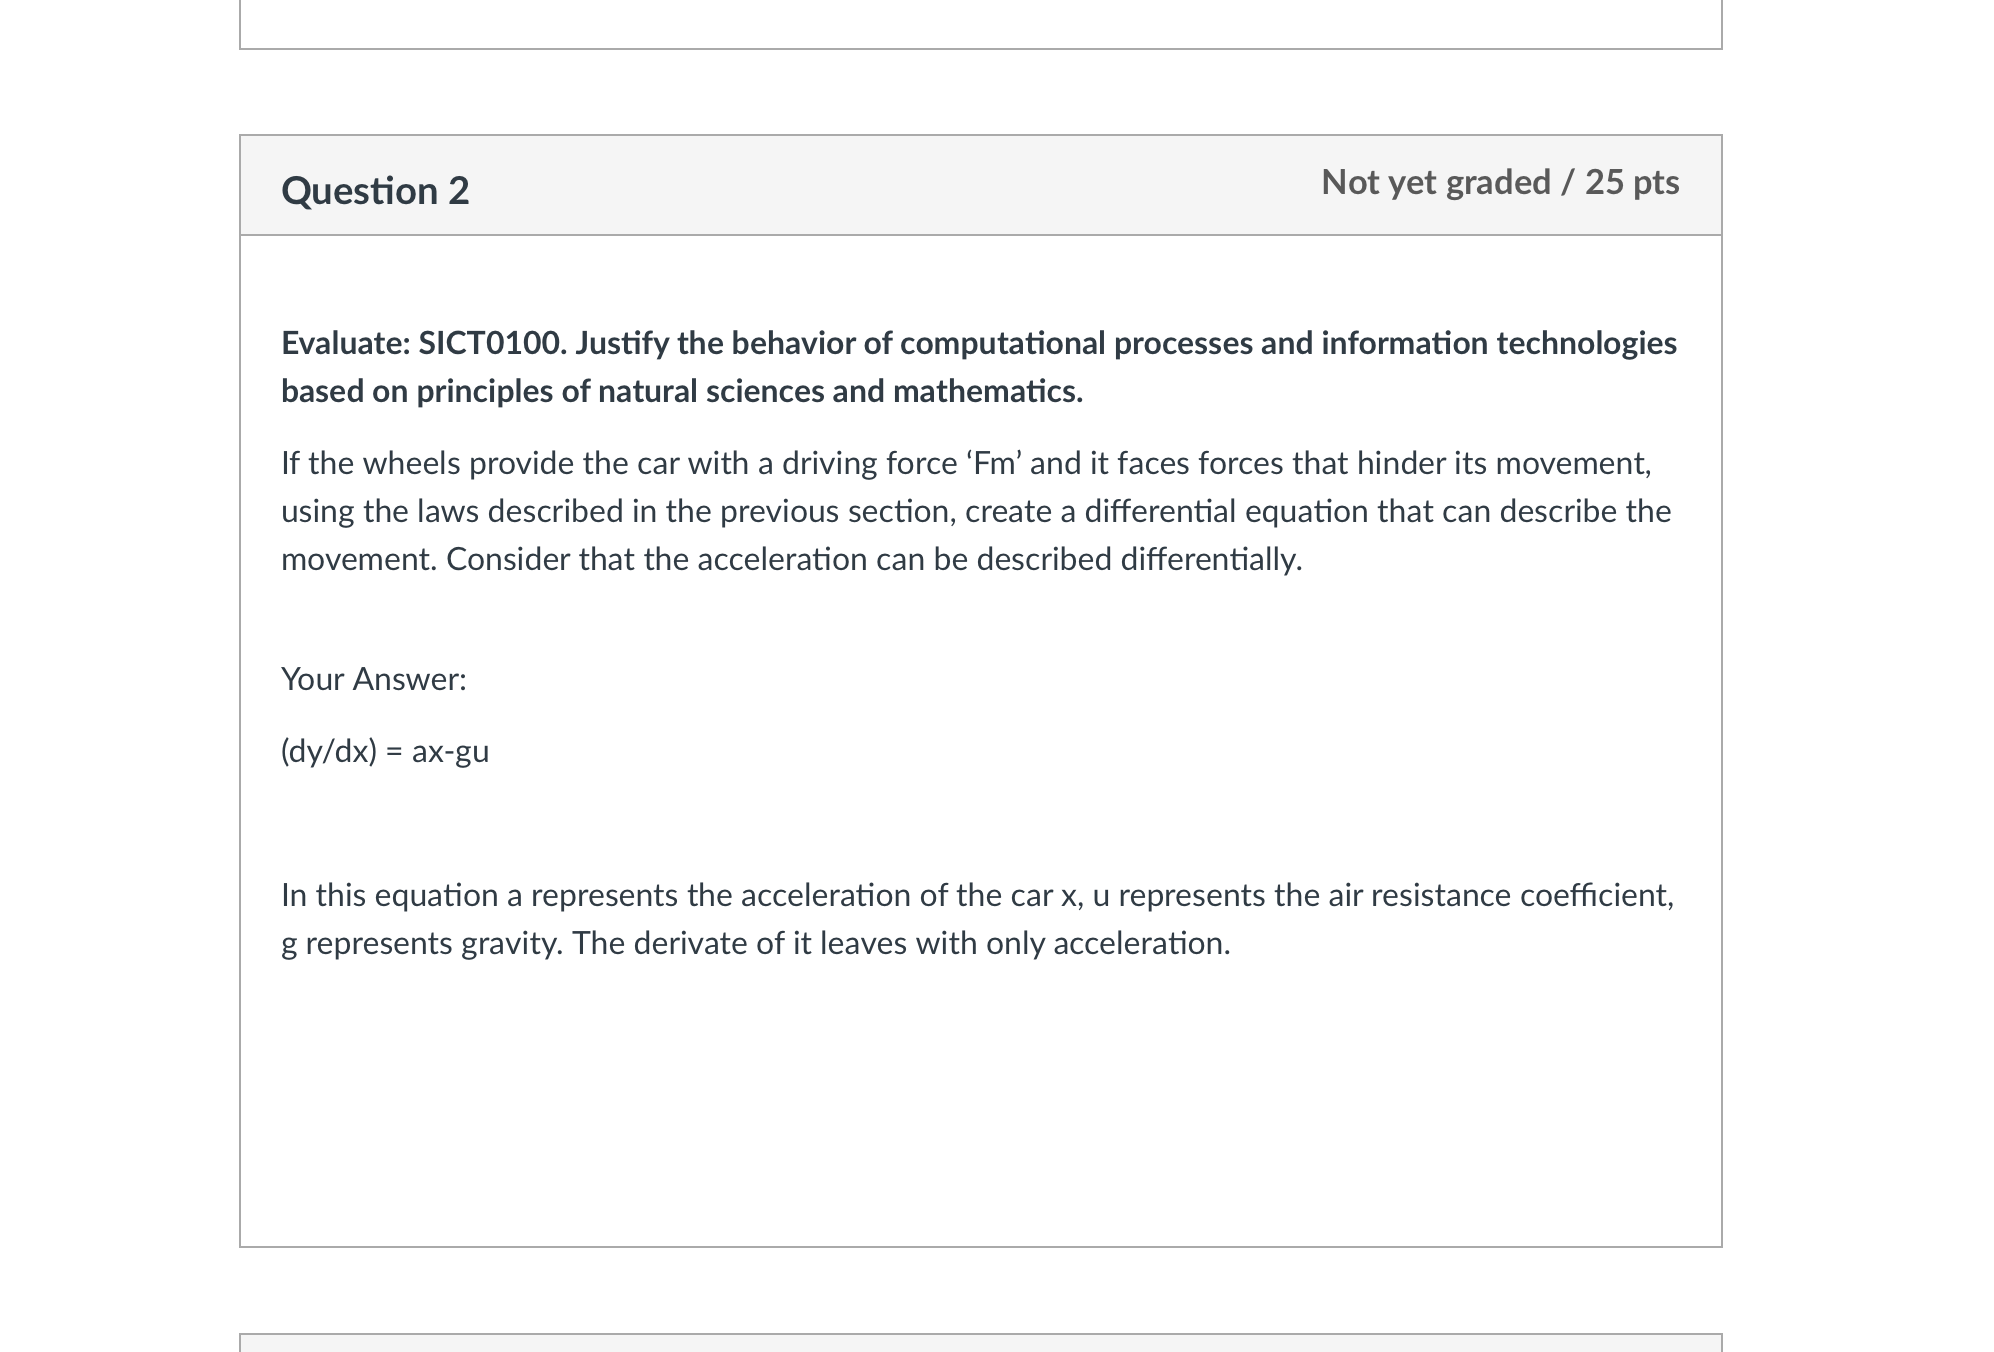 Question 2
Not yet graded / 25 pts
Evaluate: SICT0100. Justify the behavior of computational processes and information technologies
based on principles of natural sciences and mathematics.
If the wheels provide the car with a driving force ‘Fm’ and it faces forces that hinder its movement,
using the laws described in the previous section, create a differential equation that can describe the
movement. Consider that the acceleration can be described differentially.
Your Answer:
(dy/dx) = ax-gu
In this equation a represents the acceleration of the car x, u represents the air resistance coefficient,
g represents gravity. The derivate of it leaves with only acceleration.